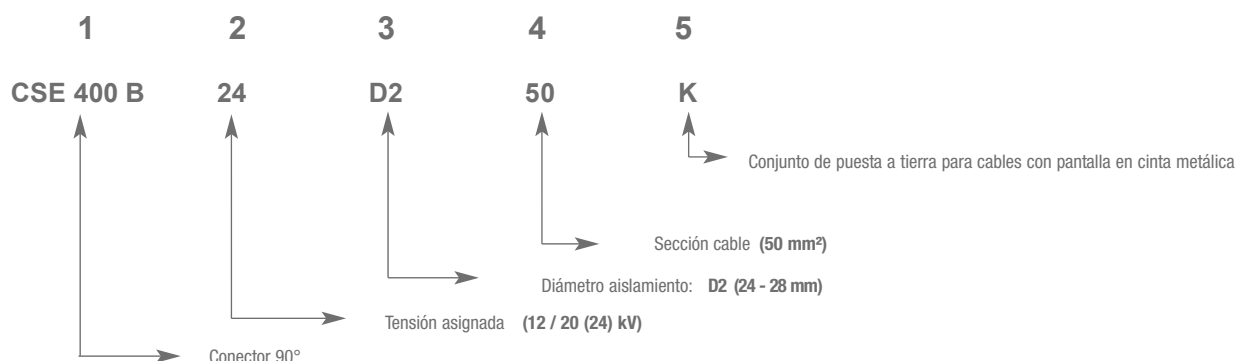 1 2 3 4 5
CSE 400 B 24 D2 50 K
Conjunto de puesta a tierra para cables con pantalla en cinta metálica
Sección cable (50 mm²)
Diámetro aislamiento: D2 (24 - 28 mm)
Tensión asignada (12 / 20 (24) kV)
Conector 90°